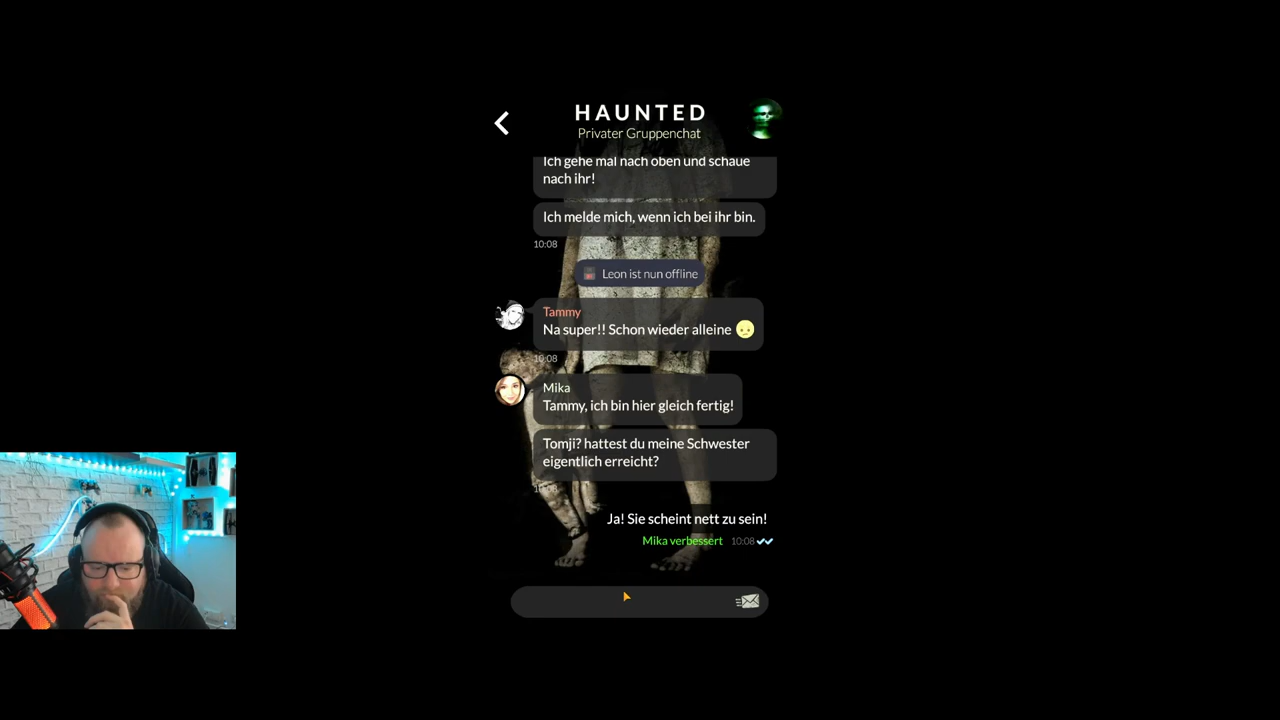 HAUNTED
Privater Gruppenchat
Ich gehe mal nach oben und schaue
nach ihr!
Ich melde mich, wenn ich bei ihr bin.
10:08
Leon ist nun offline
Tammy
Na super!! Schon wieder alleine 😞
10:08
Mika
Tammy, ich bin hier gleich fertig!
Tomji? hattest du meine Schwester
eigentlich erreicht?
10:08
Ja! Sie scheint nett zu sein!
Mika verbessert 10:08